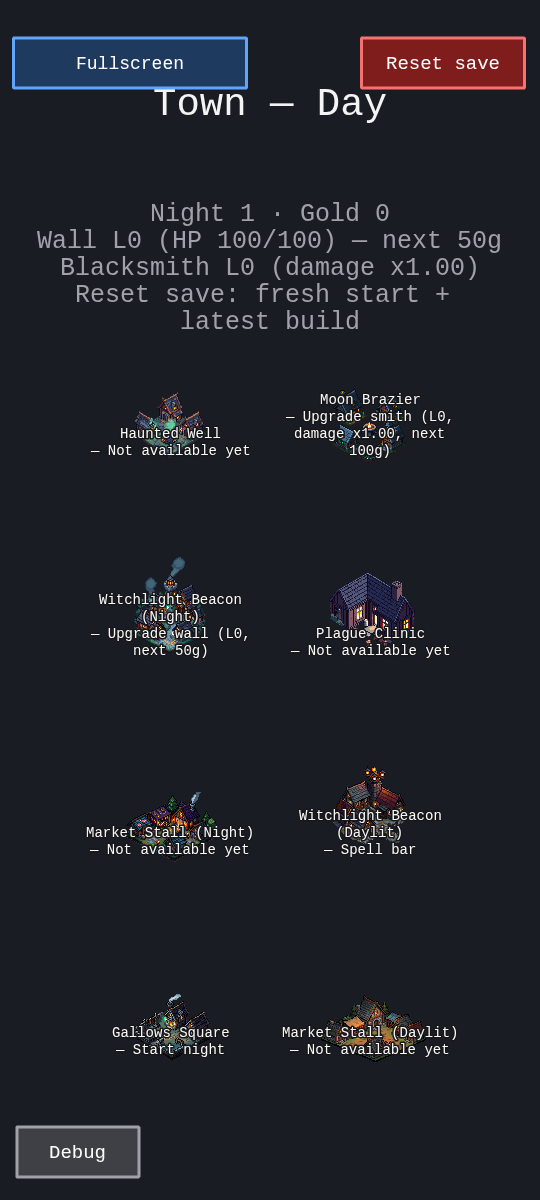 Fullscreen
Reset save
Town — Day
Night 1 · Gold 0
Wall L0 (HP 100/100) — next 50g
Blacksmith L0 (damage x1.00)
Reset save: fresh start +
latest build
Haunted Well
— Not available yet
Moon Brazier
— Upgrade smith (L0,
damage x1.00, next
100g)
Witchlight Beacon
(Night)
— Upgrade wall (L0,
next 50g)
Plague Clinic
— Not available yet
Market Stall (Night)
— Not available yet
Witchlight Beacon
(Daylit)
— Spell bar
Gallows Square
— Start night
Market Stall (Daylit)
— Not available yet
Debug